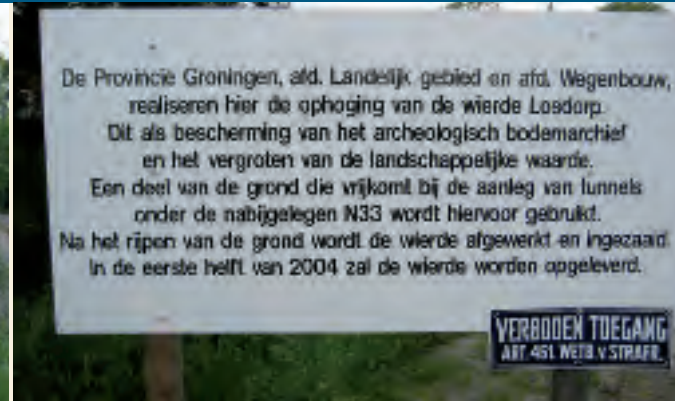 De Provincie Groningen, afd. Landelijk gebied en afd. Wegenbouw,
realiseren hier de ophoging van de wierde Losdorp.
Dit als bescherming van het archeologisch bodemarchief
en het vergroten van de landschappelijke waarde.
Een deel van de grond die vrijkomt bij de aanleg van tunnels
onder de nabijgelegen N33 wordt hiervoor gebruikt.
Na het rijpen van de grond wordt de wierde afgewerkt en ingezaaid.
In de eerste helft van 2004 zal de wierde worden opgeleverd.
VERBODEN TOEGANG
ART. 461 WETB. v STRAFR.